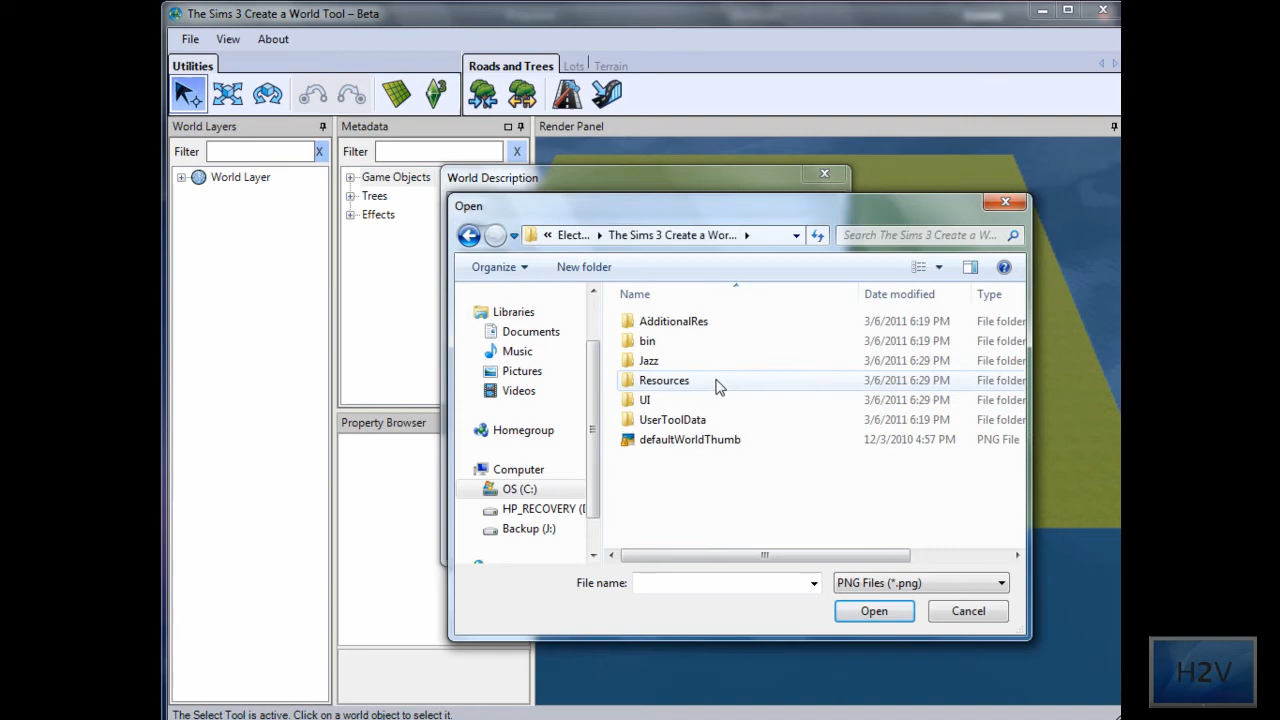 The Sims 3 Create a World Tool – Beta
File View About
Utilities
Roads and Trees Lots Terrain
World Layers
Metadata
Render Panel
Filter X
Filter X
World Layer
Game Objects
Trees
Effects
Property Browser
World Description
Open
« Elect... The Sims 3 Create a Wor...
Search The Sims 3 Create a W...
Organize New folder
Name Date modified Type
Libraries
Documents
Music
Pictures
Videos
Homegroup
Computer
OS (C:)
HP_RECOVERY (
Backup (J:)
AdditionalRes 3/6/2011 6:19 PM File folder
bin 3/6/2011 6:19 PM File folder
Jazz 3/6/2011 6:29 PM File folder
Resources 3/6/2011 6:29 PM File folder
UI 3/6/2011 6:29 PM File folder
UserToolData 3/6/2011 6:19 PM File folder
defaultWorldThumb 12/3/2010 4:57 PM PNG File
File name:
PNG Files (*.png)
Open Cancel
The Select Tool is active. Click on a world object to select it.
H2V